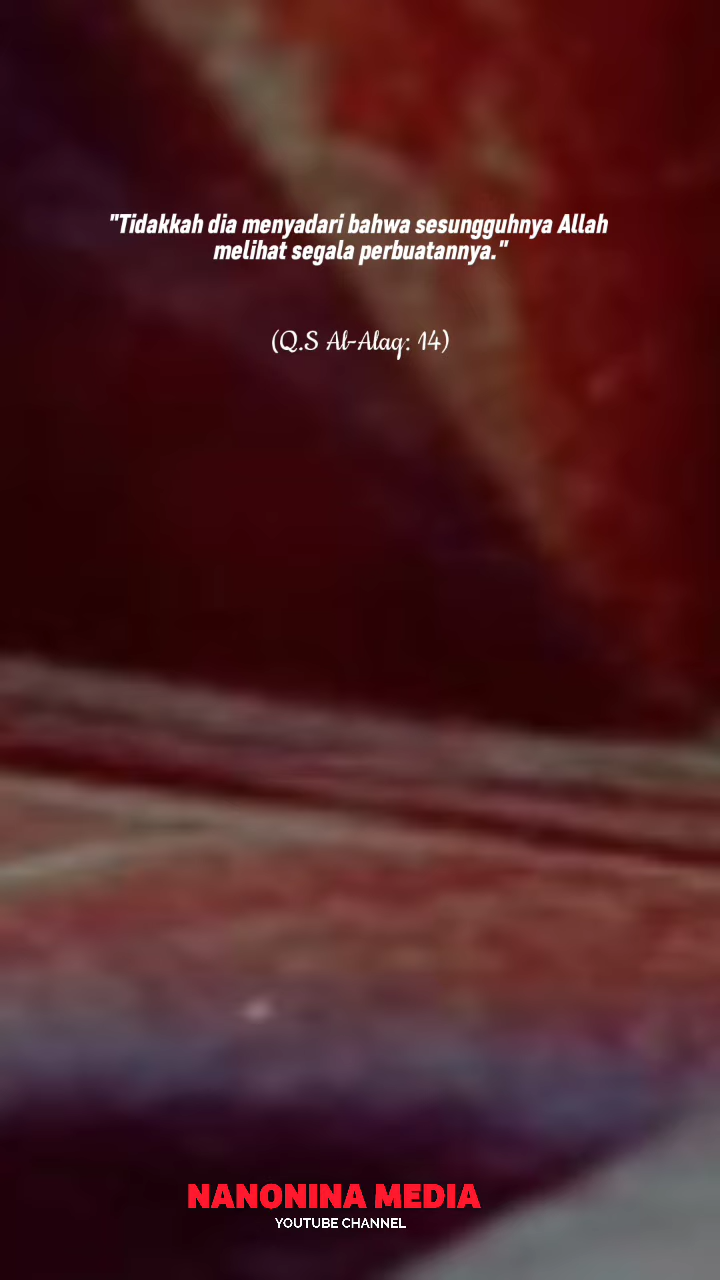 "Tidakkah dia menyadari bahwa sesungguhnya Allah
melihat segala perbuatannya."
(Q.S Al-Alaq: 14)
NANONINA MEDIA
YOUTUBE CHANNEL